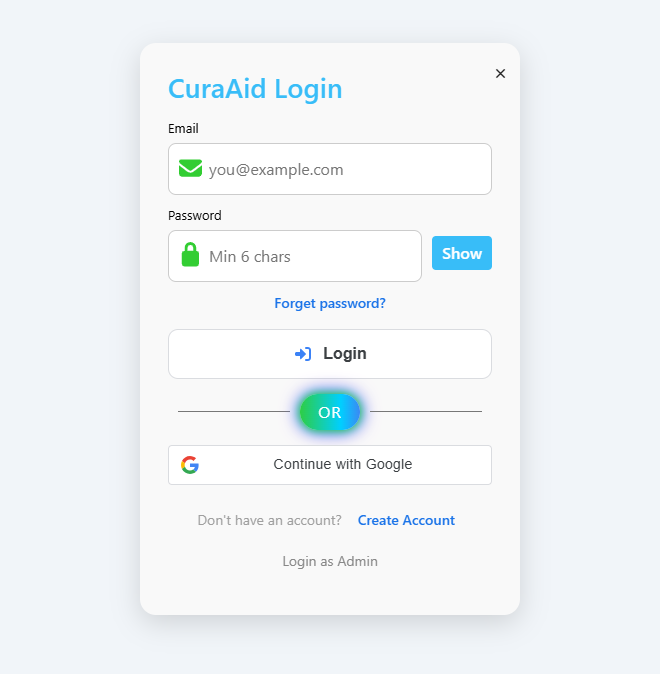 CuraAid Login
×
Email
you@example.com
Password
Min 6 chars
Show
Forget password?
Login
OR
Continue with Google
Don't have an account? Create Account
Login as Admin